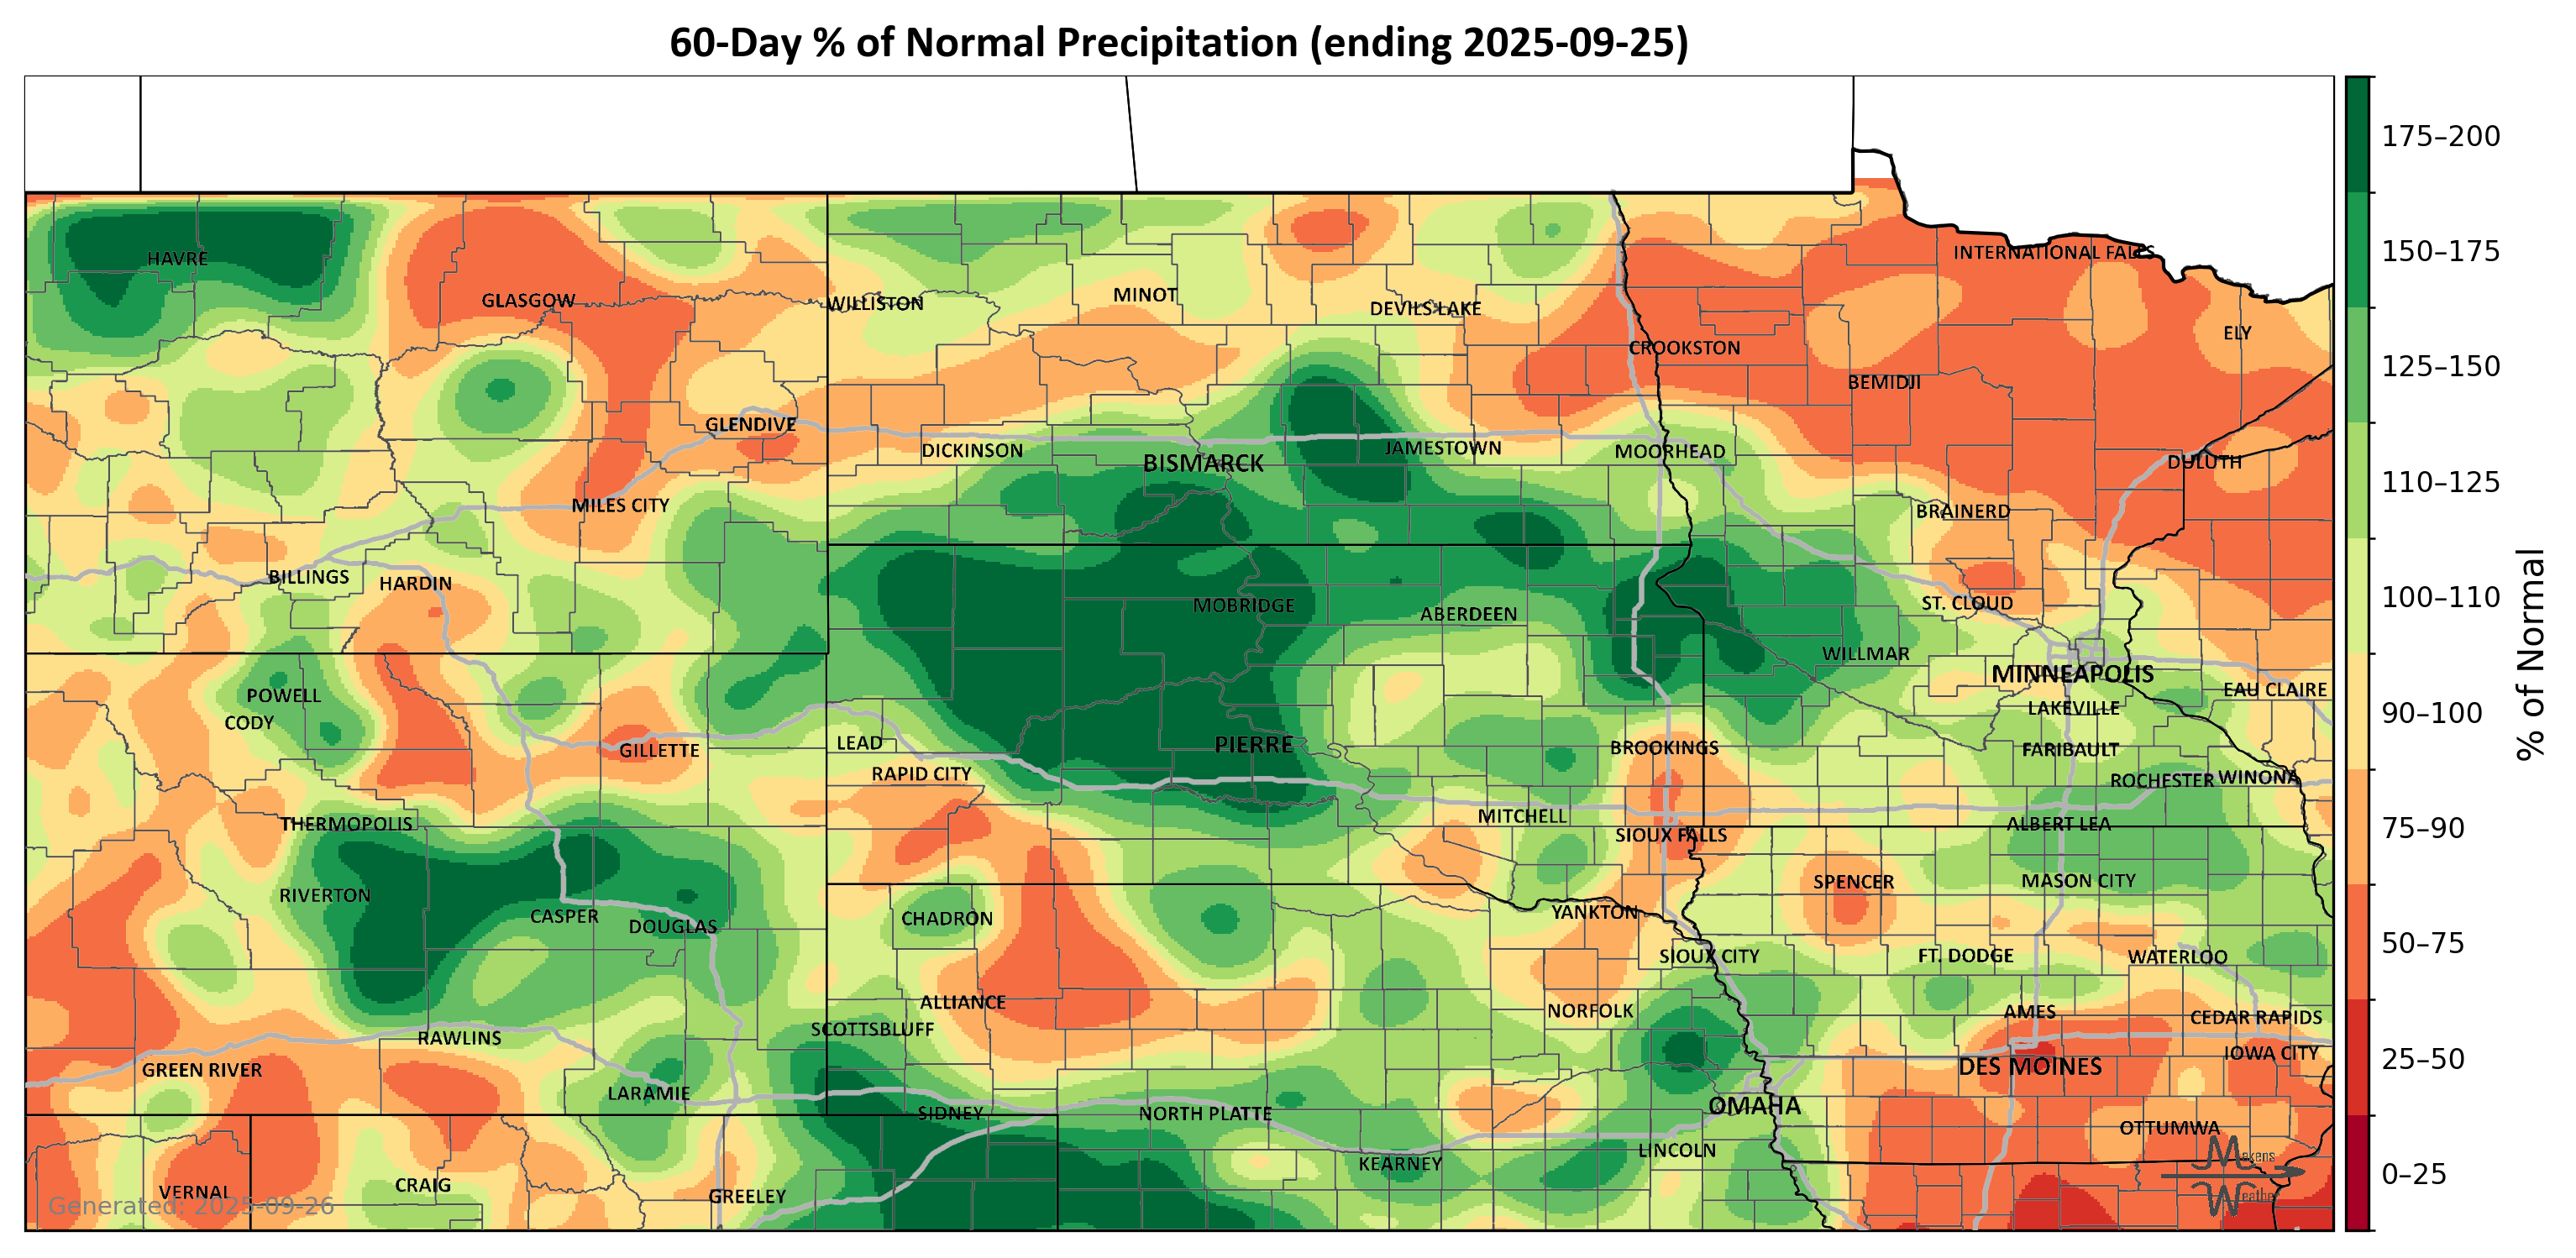 60-Day % of Normal Precipitation (ending 2025-09-25)
175–200
150–175
125–150
110–125
100–110
90–100
75–90
50–75
25–50
0–25
% of Normal
HAVRE
INTERNATIONAL FALLS
GLASGOW
WILLISTON
MINOT
DEVILS LAKE
ELY
CROOKSTON
BEMIDJI
GLENDIVE
DICKINSON
BISMARCK
JAMESTOWN
MOORHEAD
DULUTH
MILES CITY
BRAINERD
BILLINGS
HARDIN
MOBRIDGE
ABERDEEN
ST. CLOUD
WILLMAR
MINNEAPOLIS
POWELL
EAU CLAIRE
CODY
LAKEVILLE
GILLETTE
LEAD
PIERRE
BROOKINGS
FARIBAULT
RAPID CITY
ROCHESTER
WINONA
THERMOPOLIS
MITCHELL
SIOUX FALLS
ALBERT LEA
RIVERTON
SPENCER
MASON CITY
CASPER
DOUGLAS
CHADRON
YANKTON
SIOUX CITY
FT. DODGE
WATERLOO
ALLIANCE
NORFOLK
AMES
CEDAR RAPIDS
SCOTTSBLUFF
RAWLINS
IOWA CITY
GREEN RIVER
DES MOINES
LARAMIE
SIDNEY
NORTH PLATTE
OMAHA
OTTUMWA
LINCOLN
KEARNEY
VERNAL
CRAIG
GREELEY
Generated: 2025-09-26
Makens
Weather